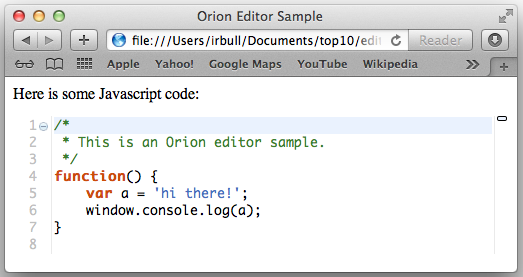 Orion Editor Sample
file:///Users/irbull/Documents/top10/edi
Reader
Apple Yahoo! Google Maps YouTube Wikipedia
Here is some Javascript code:
1 /*
2  * This is an Orion editor sample.
3  */
4 function() {
5     var a = 'hi there!';
6     window.console.log(a);
7 }
8